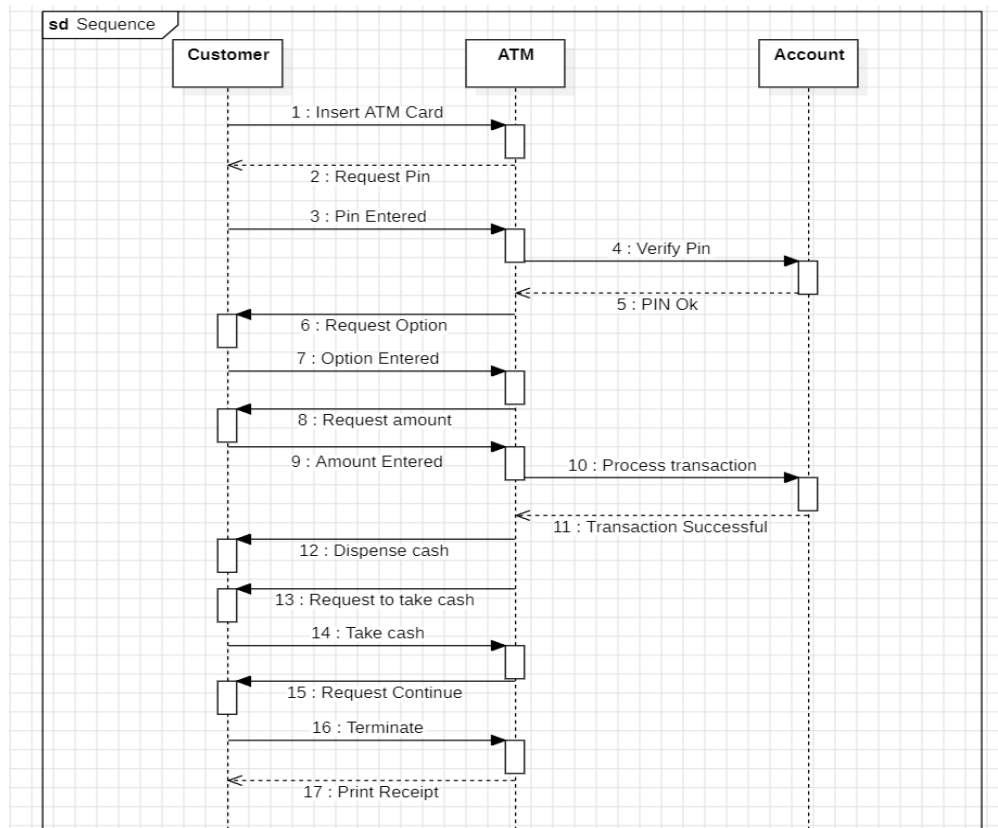 sd Sequence
Customer
ATM
Account
1 : Insert ATM Card
2 : Request Pin
3 : Pin Entered
4 : Verify Pin
5 : PIN Ok
6 : Request Option
7 : Option Entered
8 : Request amount
9 : Amount Entered
10 : Process transaction
11 : Transaction Successful
12 : Dispense cash
13 : Request to take cash
14 : Take cash
15 : Request Continue
16 : Terminate
17 : Print Receipt